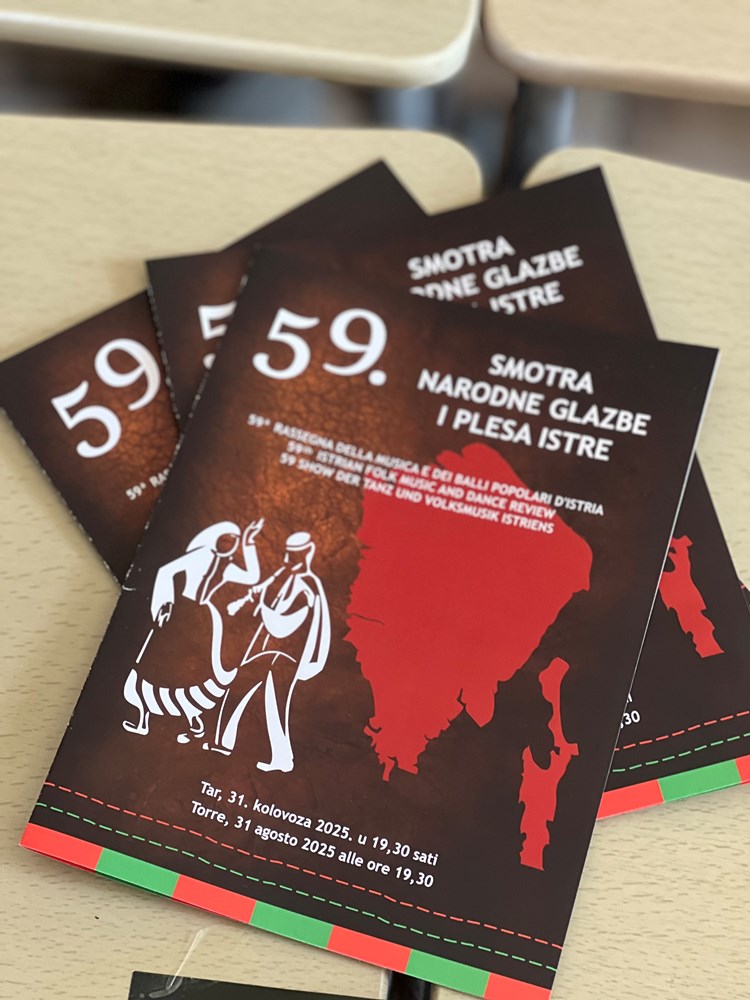 59.
SMOTRA
NARODNE GLAZBE
I PLESA ISTRE
59ª RASSEGNA DELLA MUSICA E DEI BALLI POPOLARI D'ISTRIA
59th ISTRIAN FOLK MUSIC AND DANCE REVIEW
59 SHOW DER TANZ UND VOLKSMUSIK ISTRIENS
Tar, 31. kolovoza 2025. u 19,30 sati
Torre, 31 agosto 2025 alle ore 19,30
SMOTRA
GLAZBE
ISTRE
5
59
59ª
,30